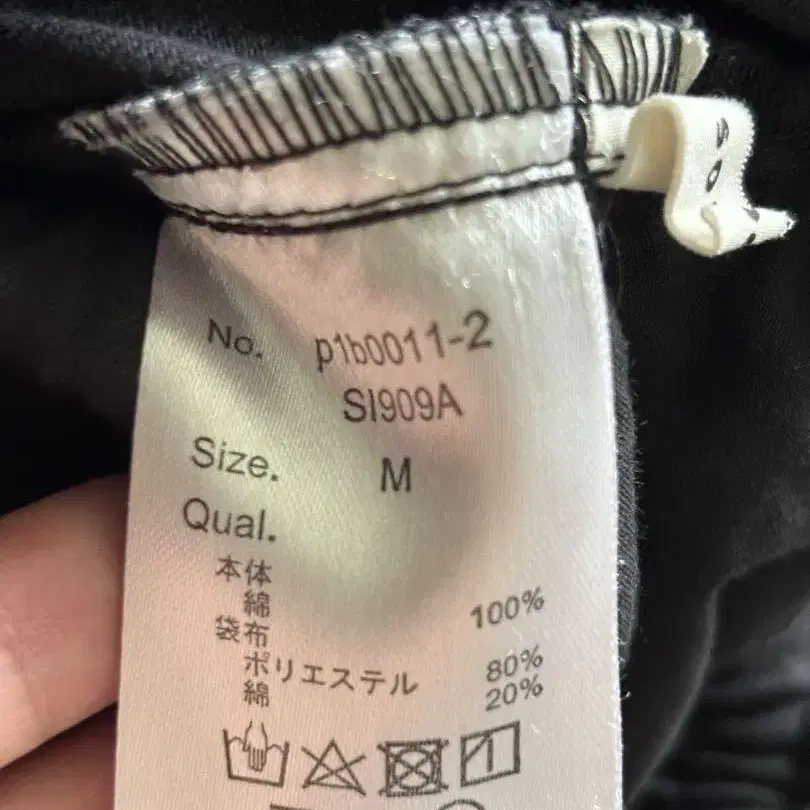 No. p1b0011-2
SI909A
Size. M
Qual.
本体
綿 100%
袋布
ポリエステル 80%
綿 20%